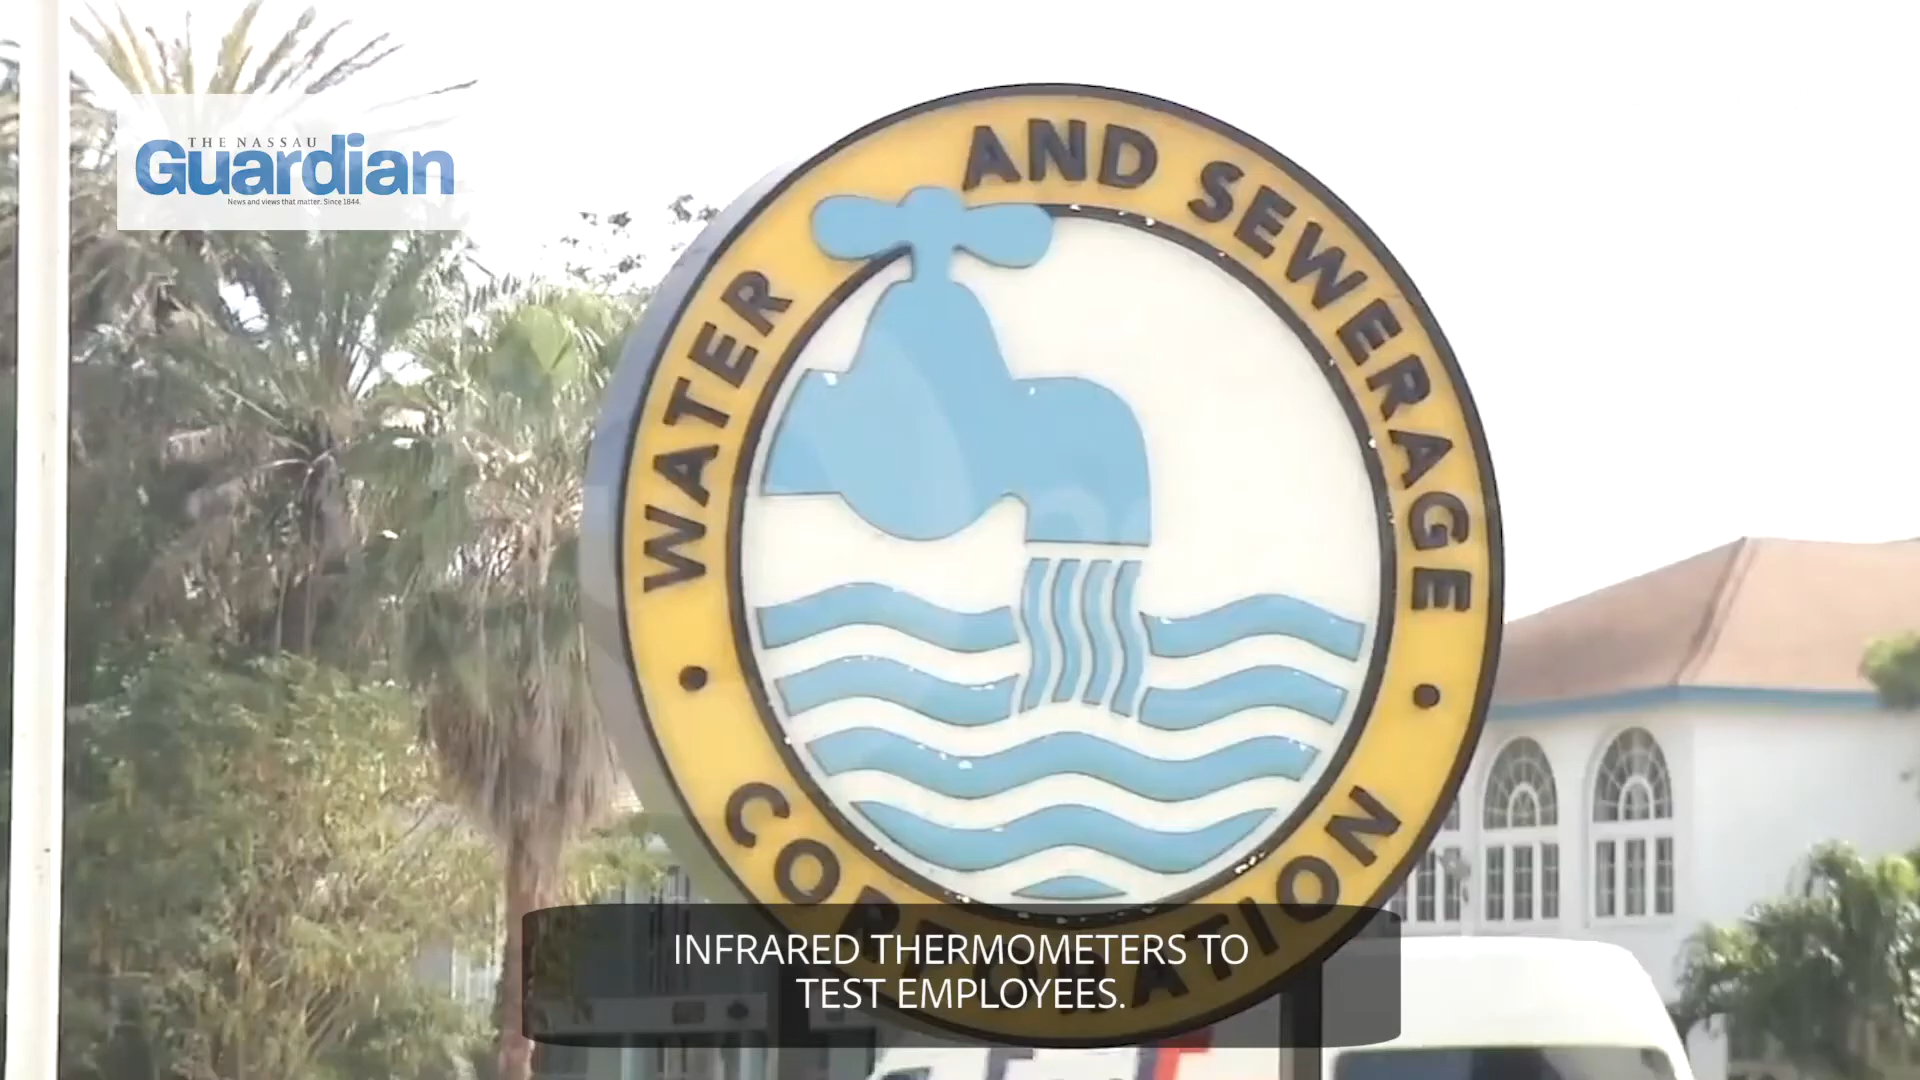 THE NASSAU
Guardian
News and views that matter. Since 1844.
WATER AND SEWERAGE
CORPORATION
INFRARED THERMOMETERS TO
TEST EMPLOYEES.